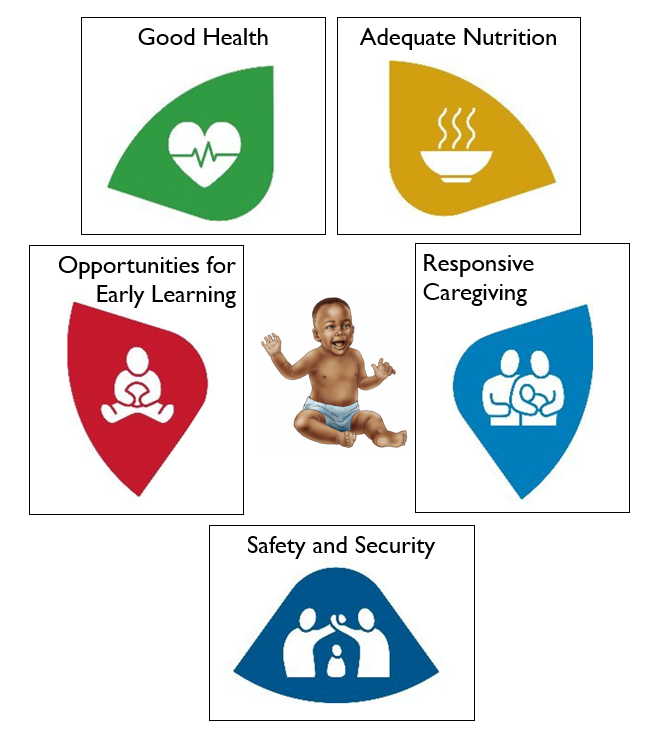 Good Health
Adequate Nutrition
Opportunities for
Early Learning
Responsive
Caregiving
Safety and Security